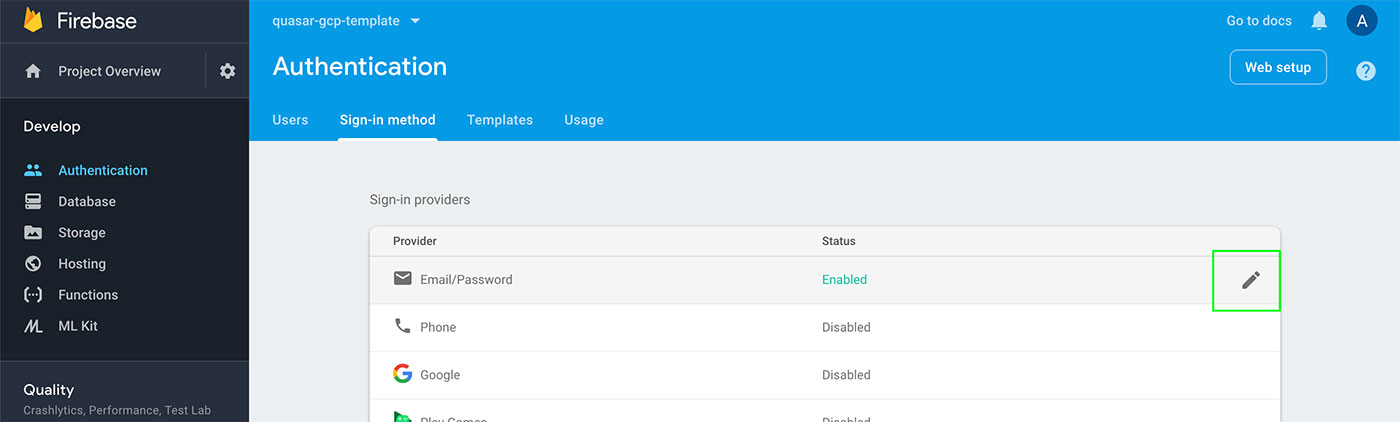 Firebase
Project Overview
Develop
Authentication
Database
Storage
Hosting
Functions
ML Kit
Quality
Crashlytics, Performance, Test Lab
quasar-gcp-template
Go to docs
A
Authentication
Web setup
?
Users Sign-in method Templates Usage
Sign-in providers
Provider Status
Email/Password Enabled
Phone Disabled
Google Disabled
Play Games Disabled